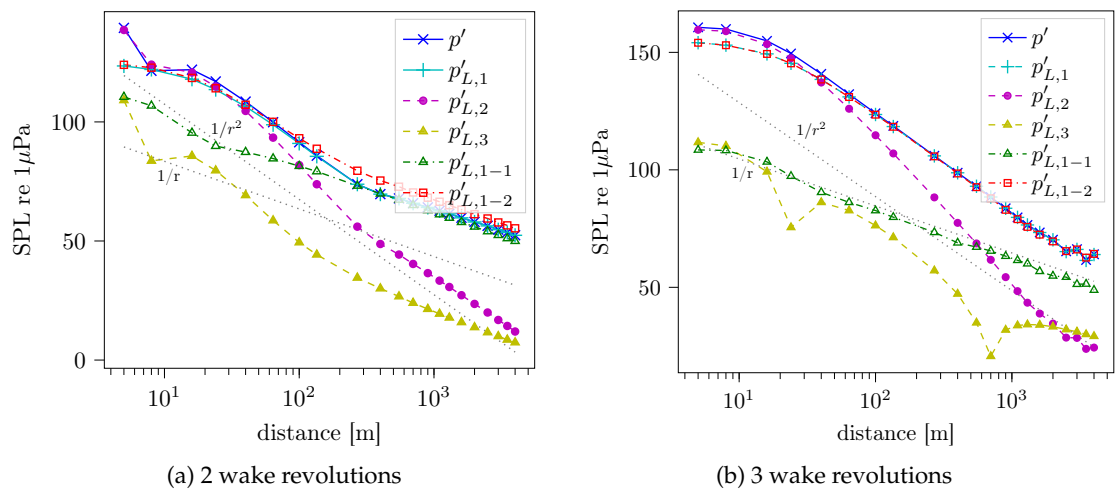 SPL re 1μPa
100
50
0
10¹
10²
10³
distance [m]
1/r²
1/r
p′
p′L,1
p′L,2
p′L,3
p′L,1−1
p′L,1−2
(a) 2 wake revolutions
SPL re 1μPa
150
100
50
10¹
10²
10³
distance [m]
1/r²
1/r
p′
p′L,1
p′L,2
p′L,3
p′L,1−1
p′L,1−2
(b) 3 wake revolutions